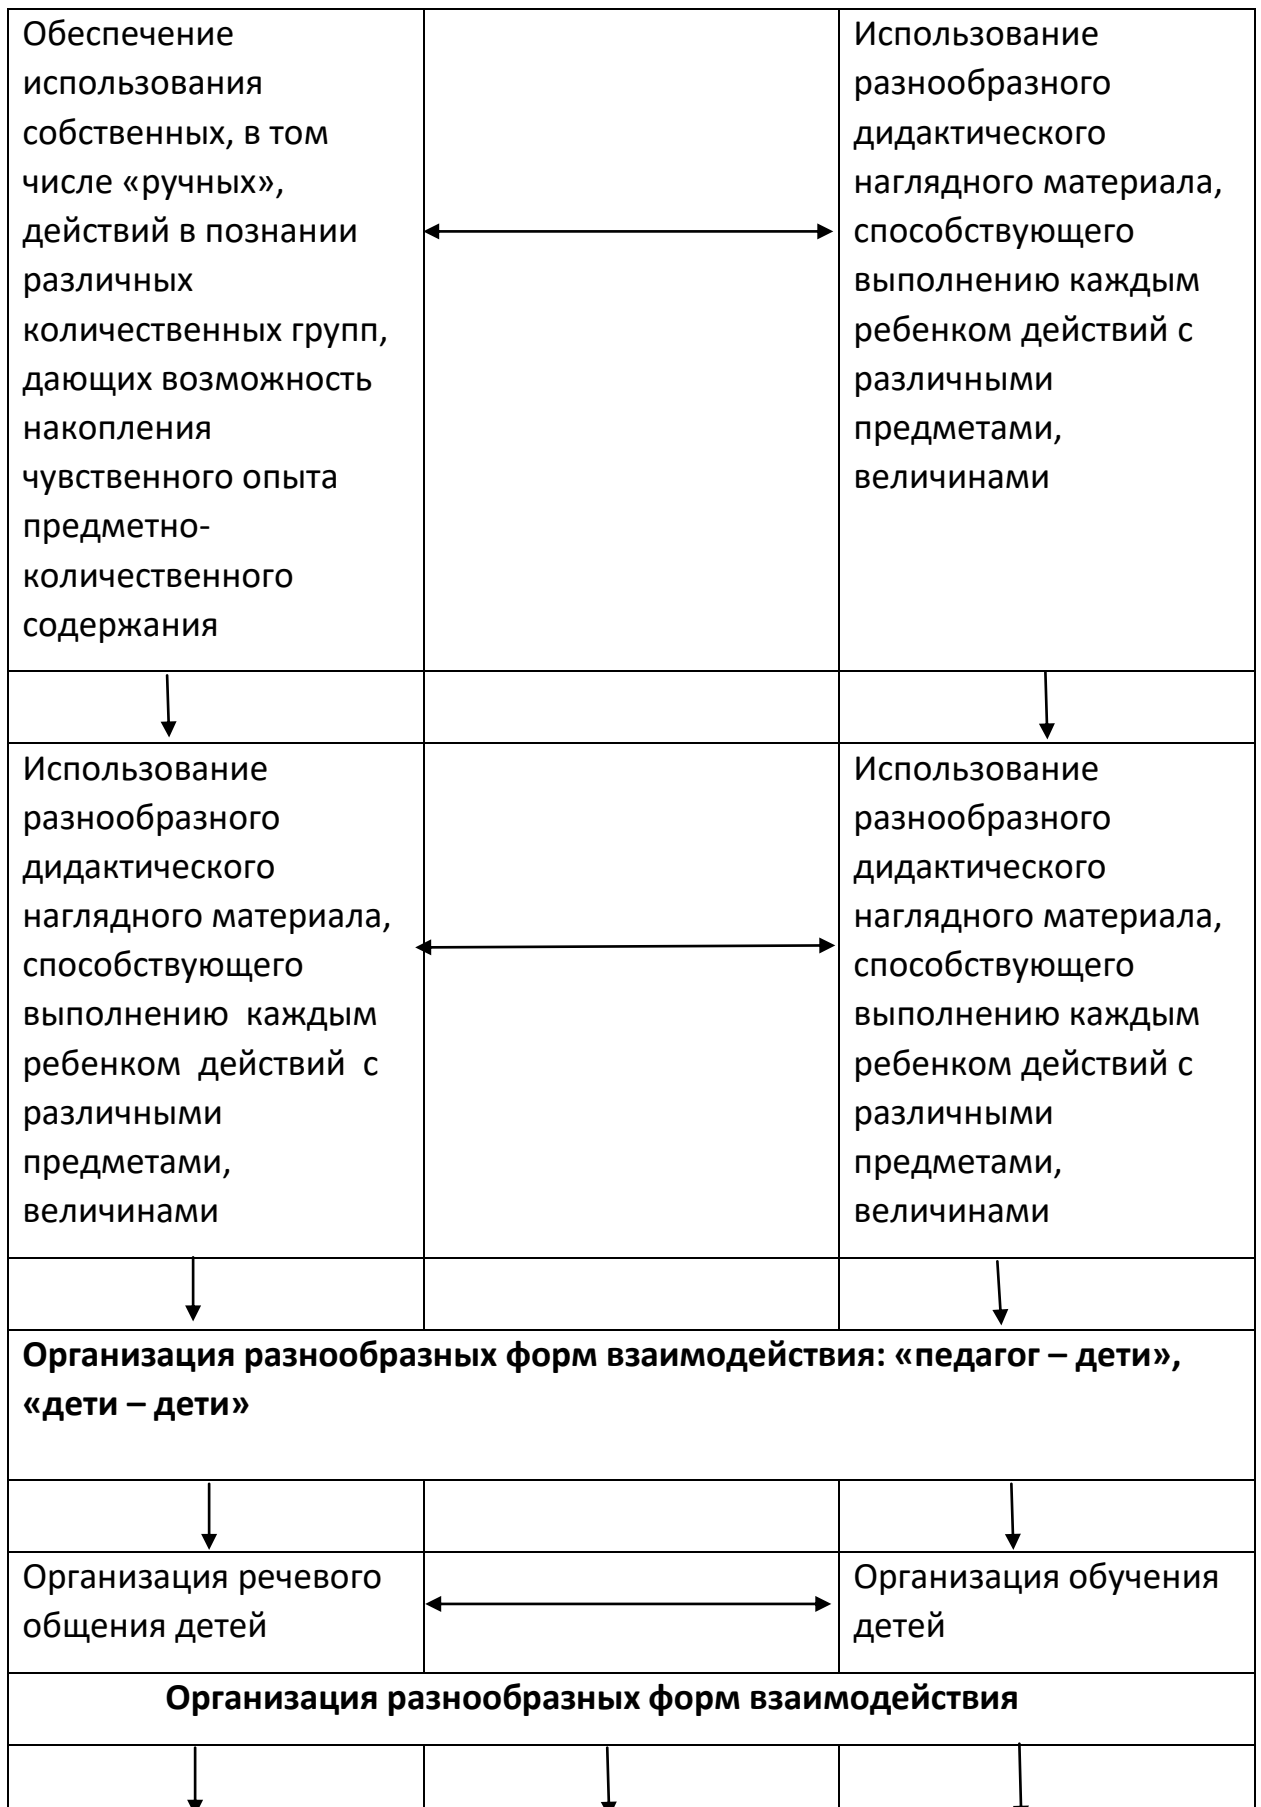 Обеспечение
использования
собственных, в том
числе «ручных»,
действий в познании
различных
количественных групп,
дающих возможность
накопления
чувственного опыта
предметно-
количественного
содержания
Использование
разнообразного
дидактического
наглядного материала,
способствующего
выполнению каждым
ребенком действий с
различными
предметами,
величинами
Использование
разнообразного
дидактического
наглядного материала,
способствующего
выполнению каждым
ребенком действий с
различными
предметами,
величинами
Использование
разнообразного
дидактического
наглядного материала,
способствующего
выполнению каждым
ребенком действий с
различными
предметами,
величинами
Организация разнообразных форм взаимодействия: «педагог – дети»,
«дети – дети»
Организация речевого
общения детей
Организация обучения
детей
Организация разнообразных форм взаимодействия